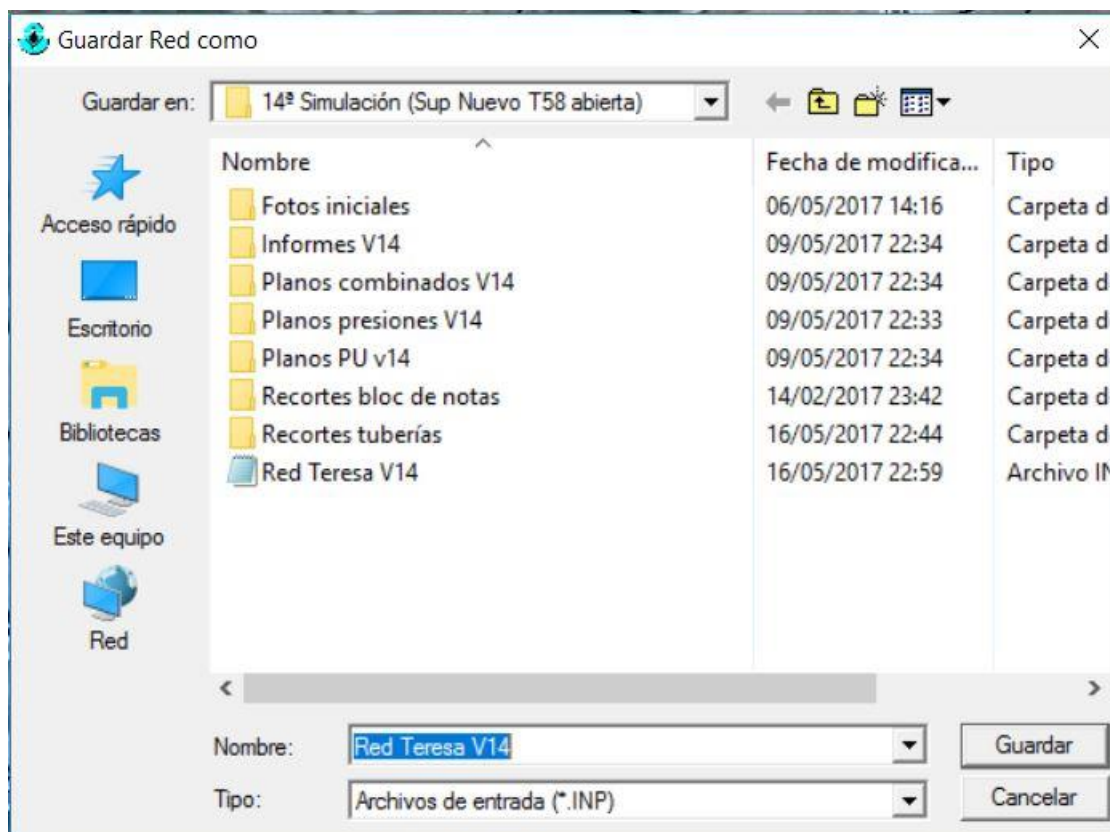 Guardar Red como
Guardar en: 14ª Simulación (Sup Nuevo T58 abierta)
Nombre Fecha de modifica... Tipo
Fotos iniciales 06/05/2017 14:16 Carpeta d
Informes V14 09/05/2017 22:34 Carpeta d
Planos combinados V14 09/05/2017 22:34 Carpeta d
Planos presiones V14 09/05/2017 22:33 Carpeta d
Planos PU v14 09/05/2017 22:34 Carpeta d
Recortes bloc de notas 14/02/2017 23:42 Carpeta d
Recortes tuberías 16/05/2017 22:44 Carpeta d
Red Teresa V14 16/05/2017 22:59 Archivo IN
Acceso rápido
Escritorio
Bibliotecas
Este equipo
Red
Nombre: Red Teresa V14 Guardar
Tipo: Archivos de entrada (*.INP) Cancelar